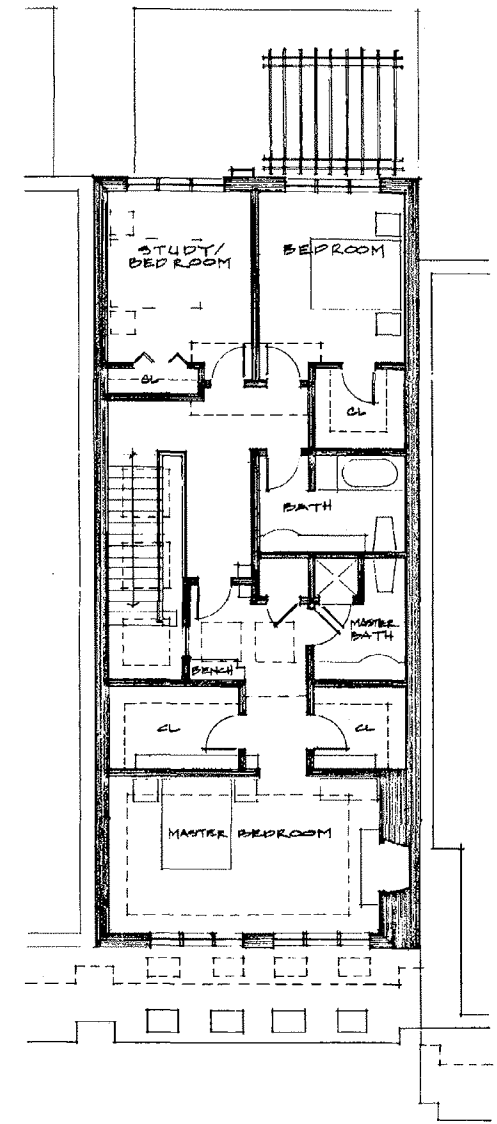 STUDY/
BEDROOM
BEDROOM
CL
CL
BATH
MASTER
BATH
BENCH
CL
CL
MASTER BEDROOM